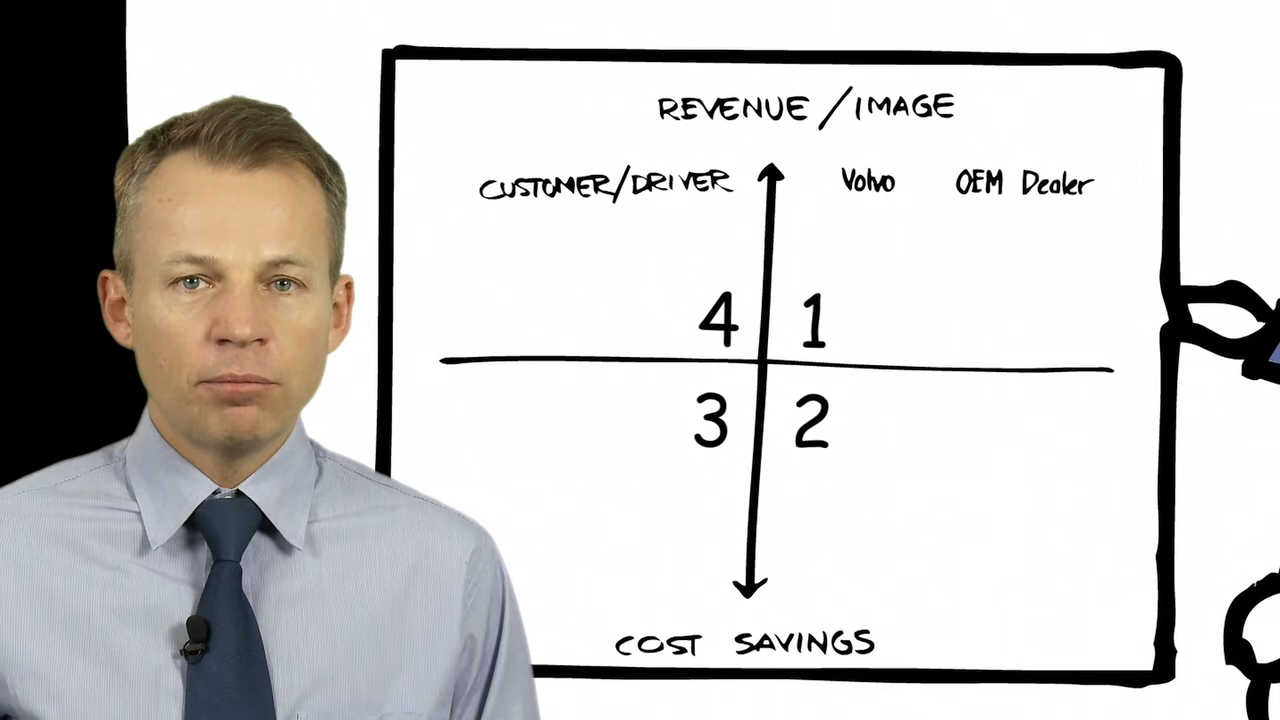 REVENUE/IMAGE
CUSTOMER/DRIVER Volvo OEM Dealer
4 1
3 2
COST SAVINGS